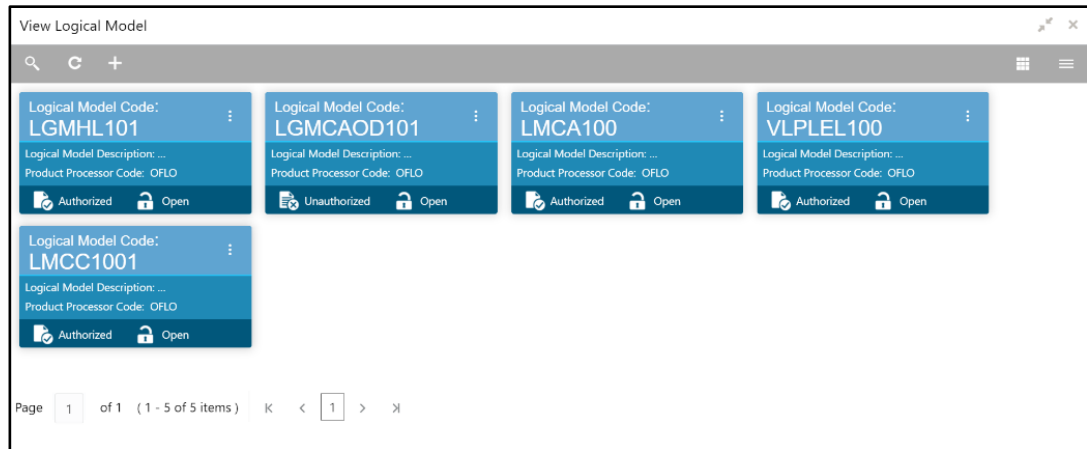 View Logical Model
Logical Model Code:
LGMHL101
Logical Model Description: ...
Product Processor Code: OFLO
Authorized Open
Logical Model Code:
LGMCAOD101
Logical Model Description: ...
Product Processor Code: OFLO
Unauthorized Open
Logical Model Code:
LMCA100
Logical Model Description: ...
Product Processor Code: OFLO
Authorized Open
Logical Model Code:
VLPLEL100
Logical Model Description: ...
Product Processor Code: OFLO
Authorized Open
Logical Model Code:
LMCC1001
Logical Model Description: ...
Product Processor Code: OFLO
Authorized Open
Page 1 of 1 ( 1 - 5 of 5 items ) 1